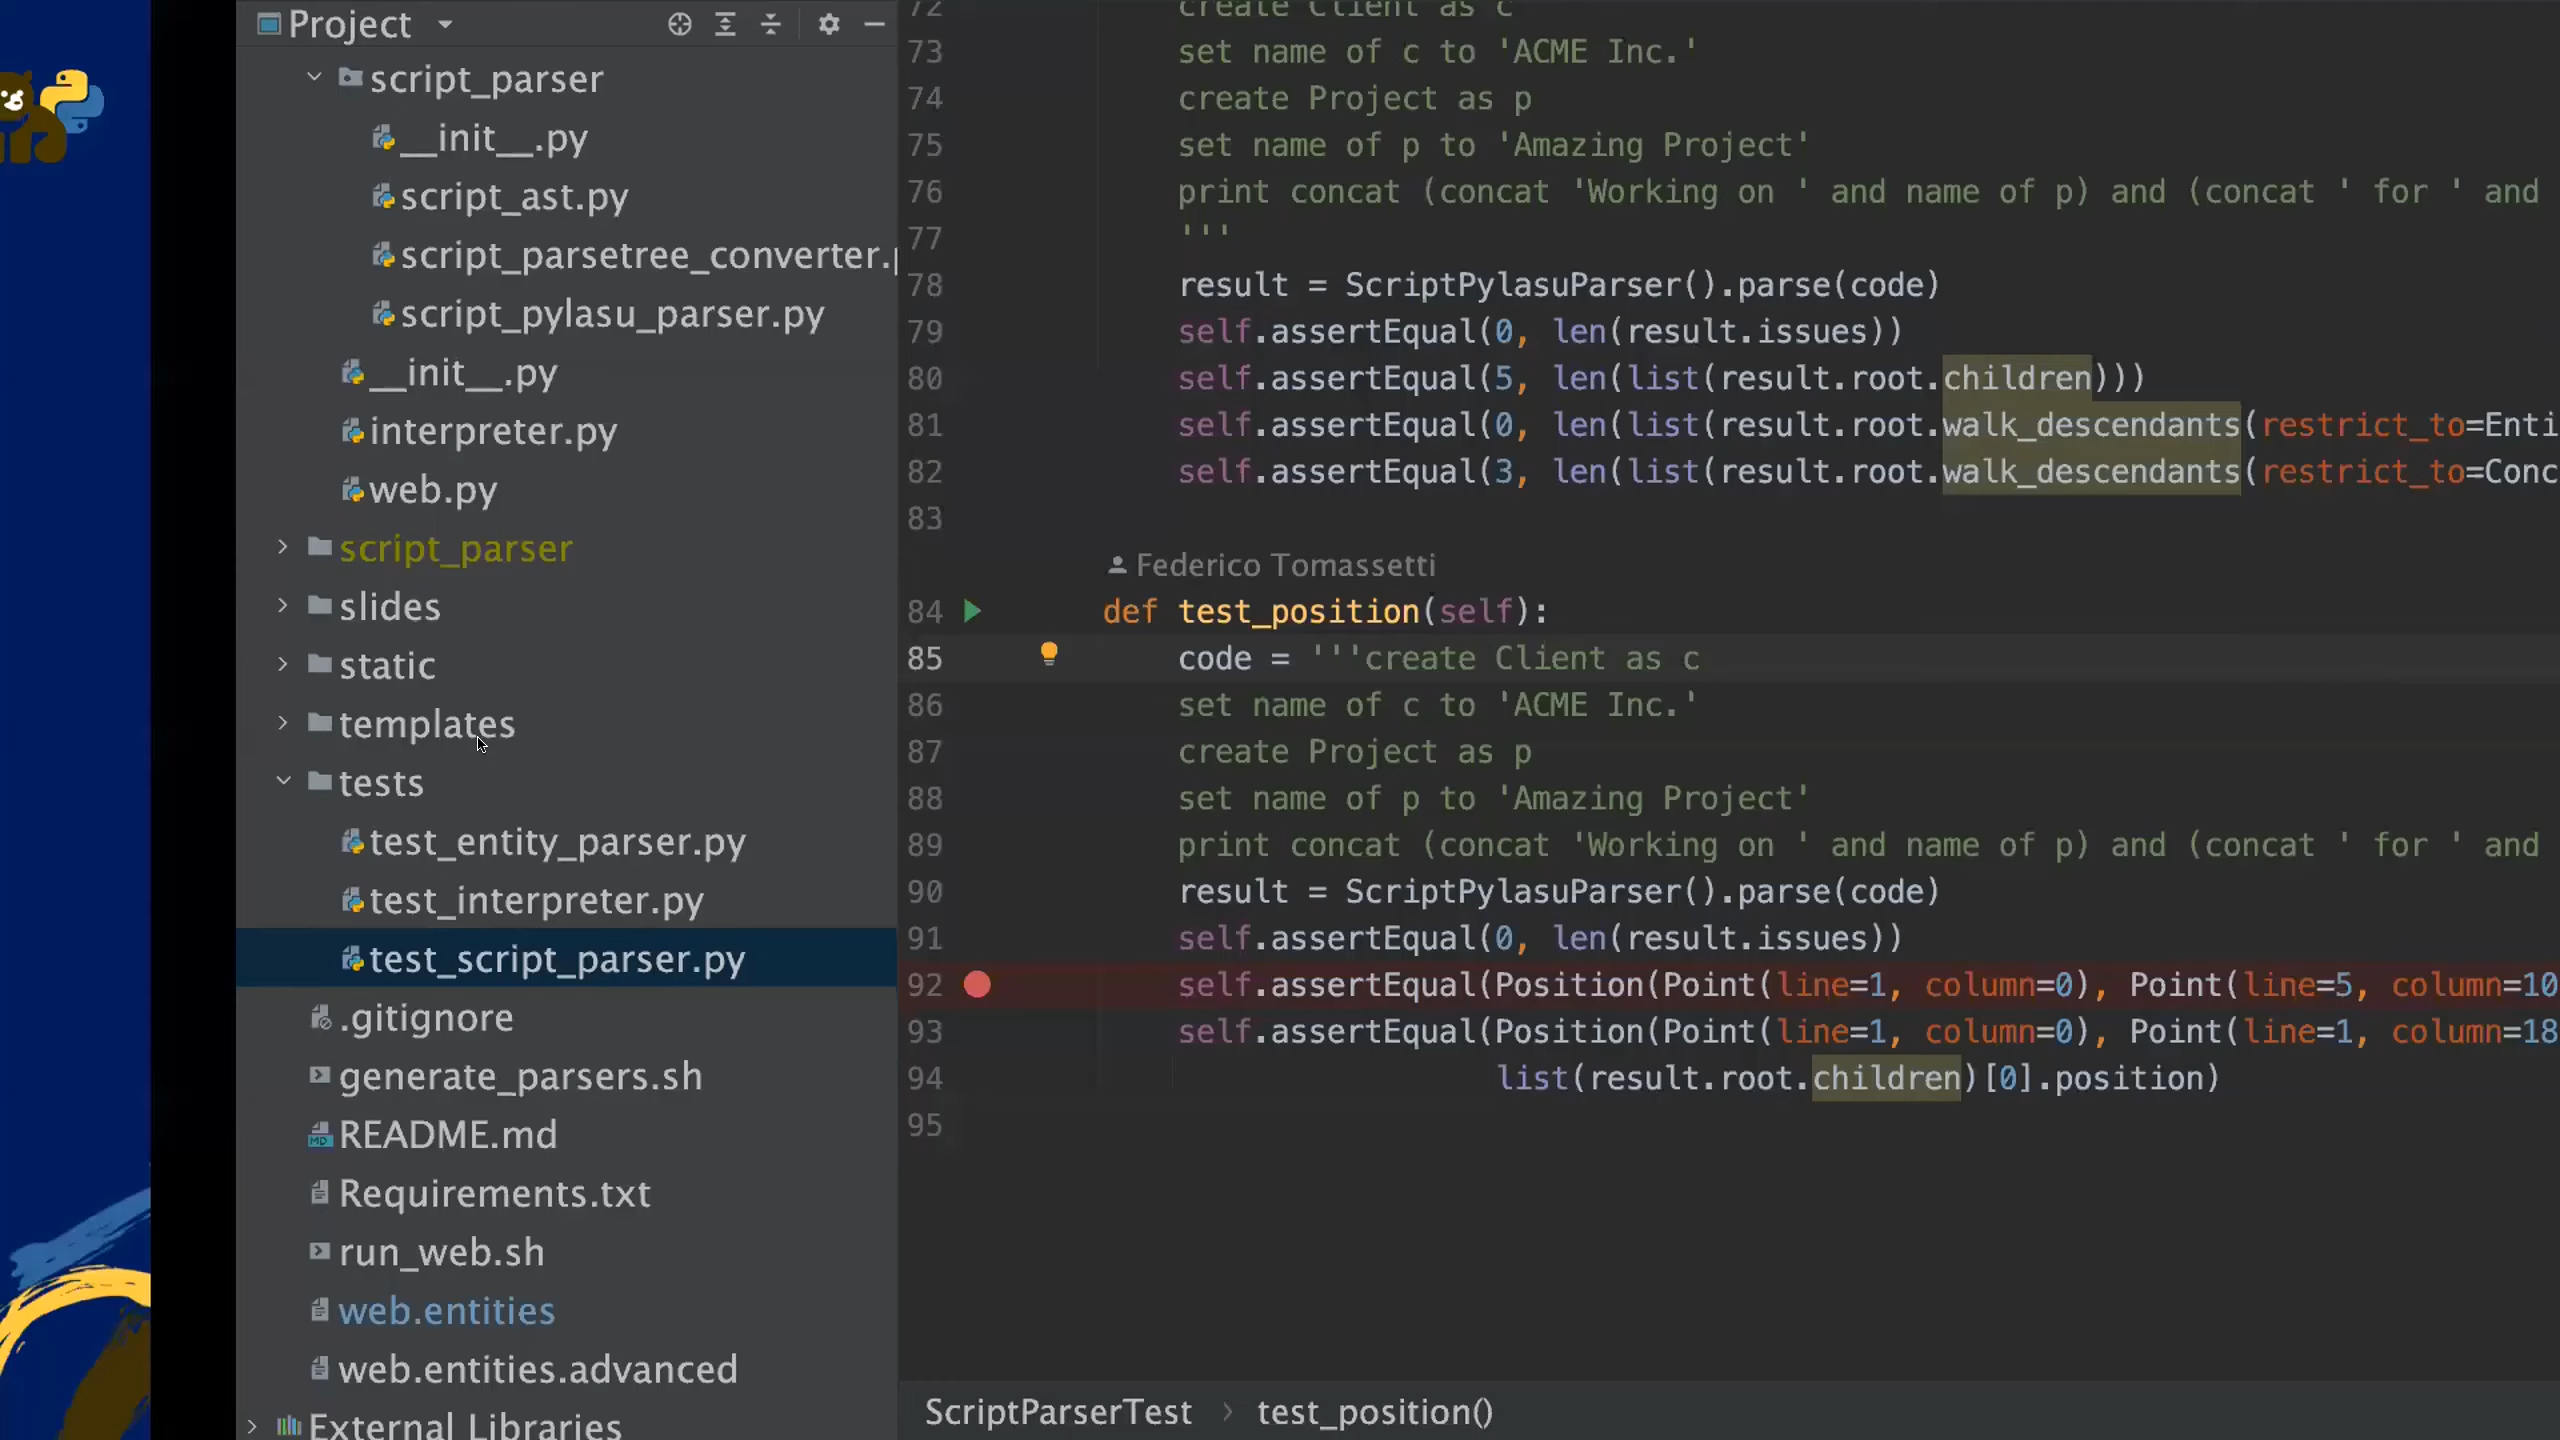 Project
script_parser
__init__.py
script_ast.py
script_parsetree_converter.p
script_pylasu_parser.py
__init__.py
interpreter.py
web.py
script_parser
slides
static
templates
tests
test_entity_parser.py
test_interpreter.py
test_script_parser.py
.gitignore
generate_parsers.sh
README.md
Requirements.txt
run_web.sh
web.entities
web.entities.advanced
External Libraries
72 create Client as c
73 set name of c to 'ACME Inc.'
74 create Project as p
75 set name of p to 'Amazing Project'
76 print concat (concat 'Working on ' and name of p) and (concat ' for ' and
77 '''
78 result = ScriptPylasuParser().parse(code)
79 self.assertEqual(0, len(result.issues))
80 self.assertEqual(5, len(list(result.root.children)))
81 self.assertEqual(0, len(list(result.root.walk_descendants(restrict_to=Enti
82 self.assertEqual(3, len(list(result.root.walk_descendants(restrict_to=Conc
83
Federico Tomassetti
84 def test_position(self):
85 code = '''create Client as c
86 set name of c to 'ACME Inc.'
87 create Project as p
88 set name of p to 'Amazing Project'
89 print concat (concat 'Working on ' and name of p) and (concat ' for ' and
90 result = ScriptPylasuParser().parse(code)
91 self.assertEqual(0, len(result.issues))
92 self.assertEqual(Position(Point(line=1, column=0), Point(line=5, column=10
93 self.assertEqual(Position(Point(line=1, column=0), Point(line=1, column=18
94 list(result.root.children)[0].position)
95
ScriptParserTest > test_position()